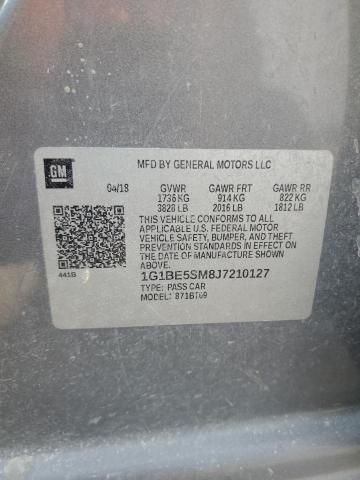 GM
MFD BY GENERAL MOTORS LLC
04/18 GVWR GAWR FRT GAWR RR
1736 KG 914 KG 822 KG
3828 LB 2016 LB 1812 LB
THIS VEHICLE CONFORMS TO ALL
APPLICABLE U.S. FEDERAL MOTOR
VEHICLE SAFETY, BUMPER, AND THEFT
PREVENTION STANDARDS IN EFFECT ON
THE DATE OF MANUFACTURE SHOWN
ABOVE.
441B
1G1BE5SM8J7210127
TYPE: PASS CAR
MODEL: 871BT69